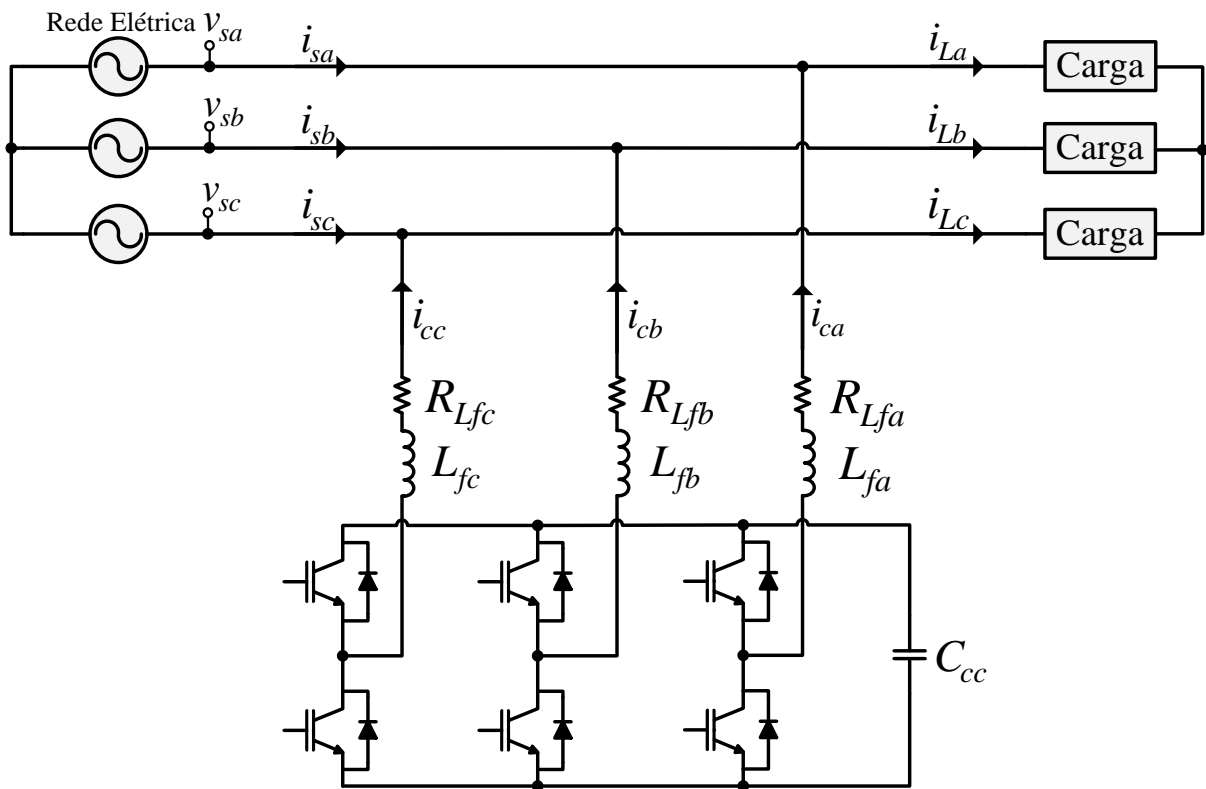 Rede Elétrica
v_sa
i_sa
i_La
Carga
v_sb
i_sb
i_Lb
Carga
v_sc
i_sc
i_Lc
Carga
i_cc
i_cb
i_ca
R_Lfc
R_Lfb
R_Lfa
L_fc
L_fb
L_fa
C_cc